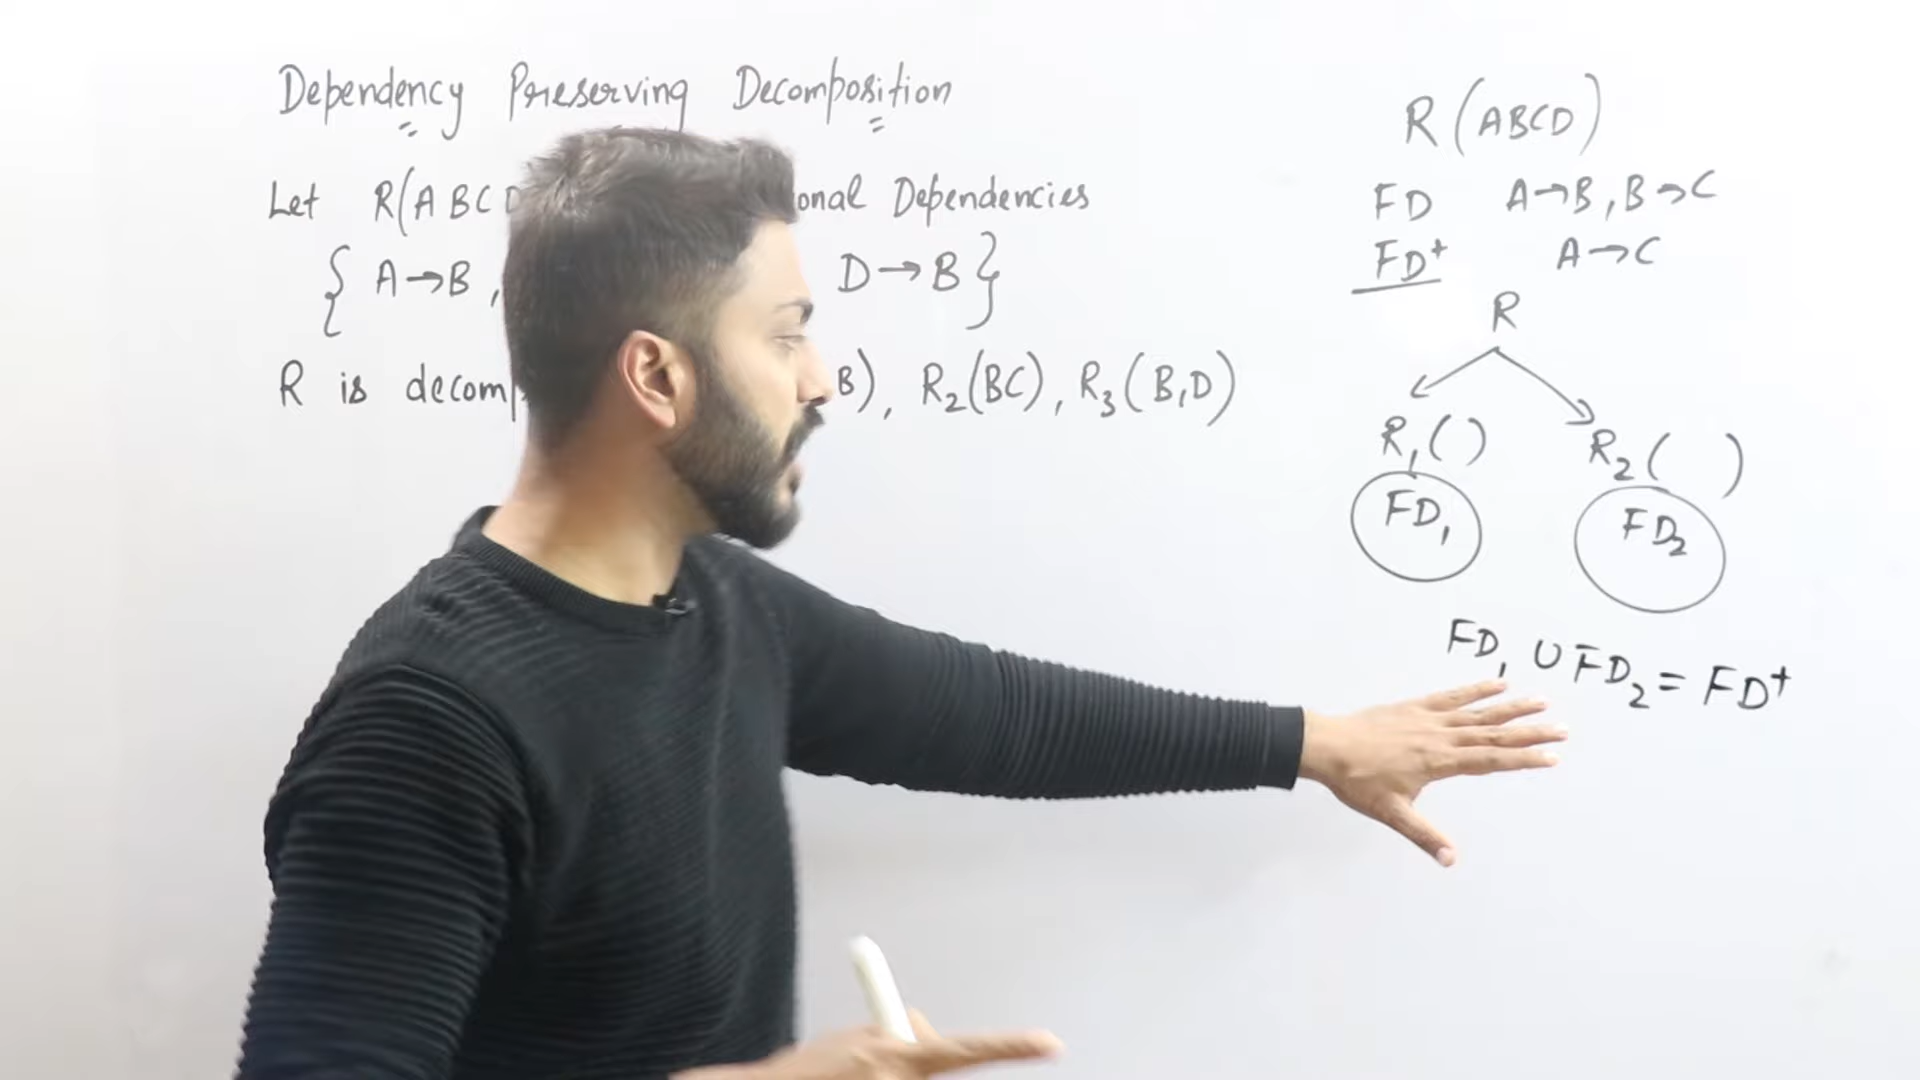 Dependency Preserving Decomposition
Let R(ABC onal Dependencies
{ A→B , D→B }
R is decomp B), R₂(BC), R₃(B,D)
R(ABCD)
FD A→B, B→C
FD⁺ A→C
R
R₁( ) R₂( )
FD₁ FD₂
FD₁ ∪ FD₂ = FD⁺